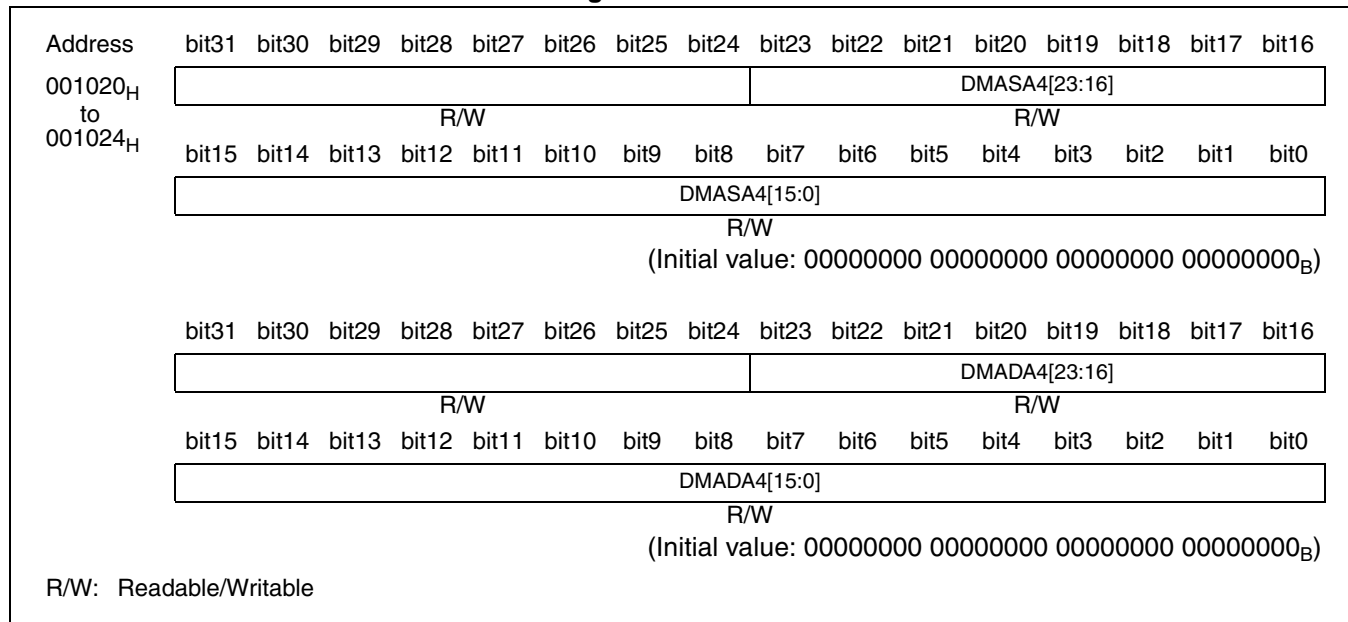 Address bit31 bit30 bit29 bit28 bit27 bit26 bit25 bit24 bit23 bit22 bit21 bit20 bit19 bit18 bit17 bit16
001020H DMASA4[23:16]
to R/W R/W
001024H
bit15 bit14 bit13 bit12 bit11 bit10 bit9 bit8 bit7 bit6 bit5 bit4 bit3 bit2 bit1 bit0
DMASA4[15:0]
R/W
(Initial value: 00000000 00000000 00000000 00000000B)
bit31 bit30 bit29 bit28 bit27 bit26 bit25 bit24 bit23 bit22 bit21 bit20 bit19 bit18 bit17 bit16
DMADA4[23:16]
R/W R/W
bit15 bit14 bit13 bit12 bit11 bit10 bit9 bit8 bit7 bit6 bit5 bit4 bit3 bit2 bit1 bit0
DMADA4[15:0]
R/W
(Initial value: 00000000 00000000 00000000 00000000B)
R/W: Readable/Writable